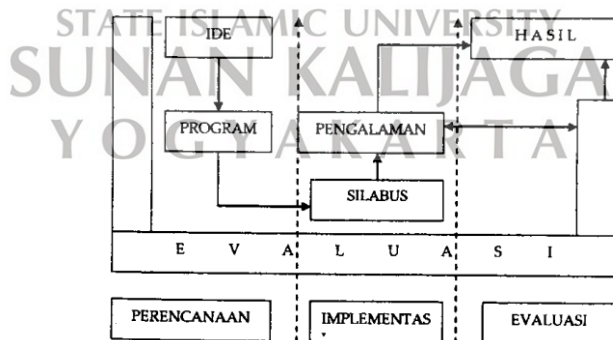 STATE ISLAMIC UNIVERSITY
SUNAN KALIJAGA
YOGYAKARTA
IDE
HASIL
PROGRAM
PENGALAMAN
SILABUS
E V A L U A S I
PERENCANAAN
IMPLEMENTAS
EVALUASI